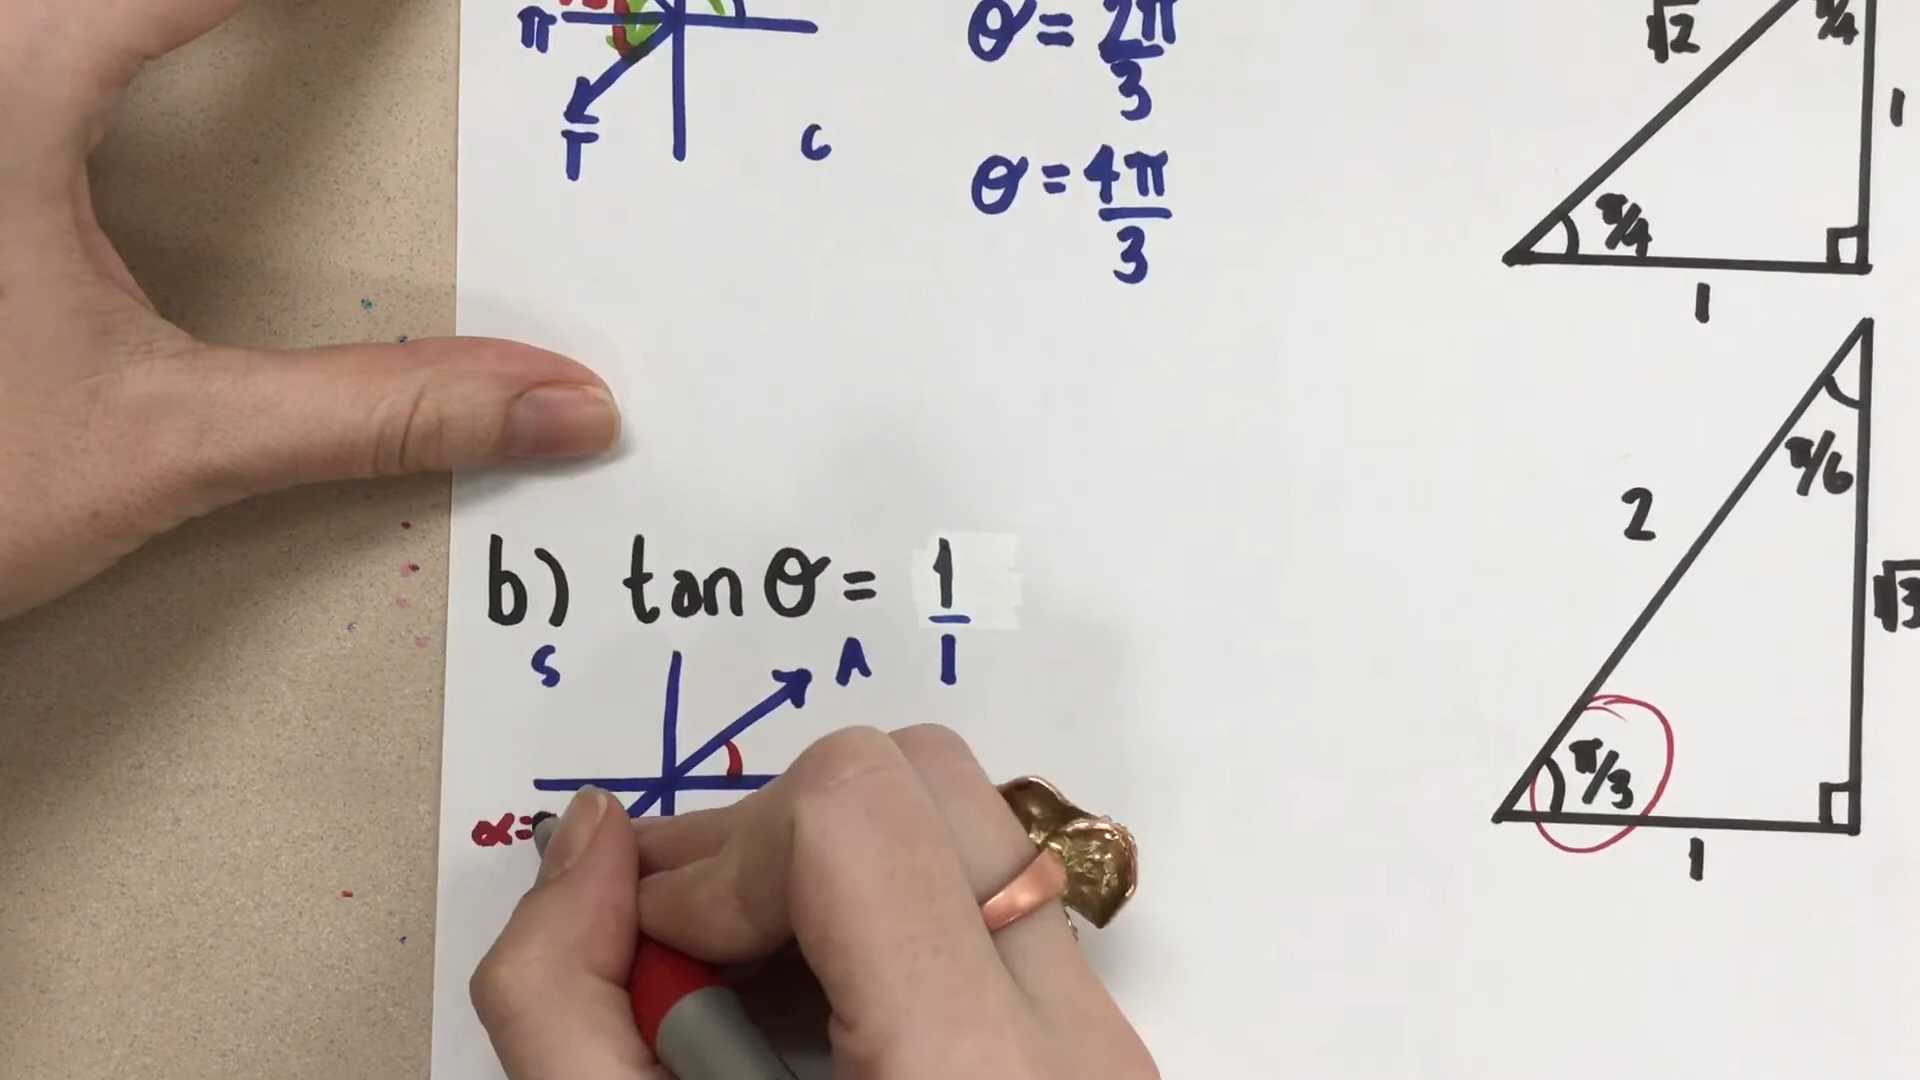 π
T
C
θ = 2π/3
θ = 4π/3
√2
π/4
1
π/4
1
b) tan θ = 1/1
S
A
α =
2
π/6
√3
π/3
1